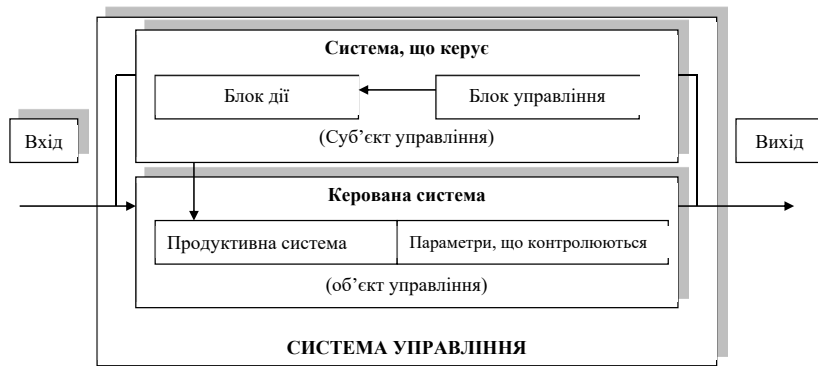 Система, що керує
Блок дії
Блок управління
(Суб’єкт управління)
Вхід
Вихід
Керована система
Продуктивна система
Параметри, що контролюються
(об’єкт управління)
СИСТЕМА УПРАВЛІННЯ